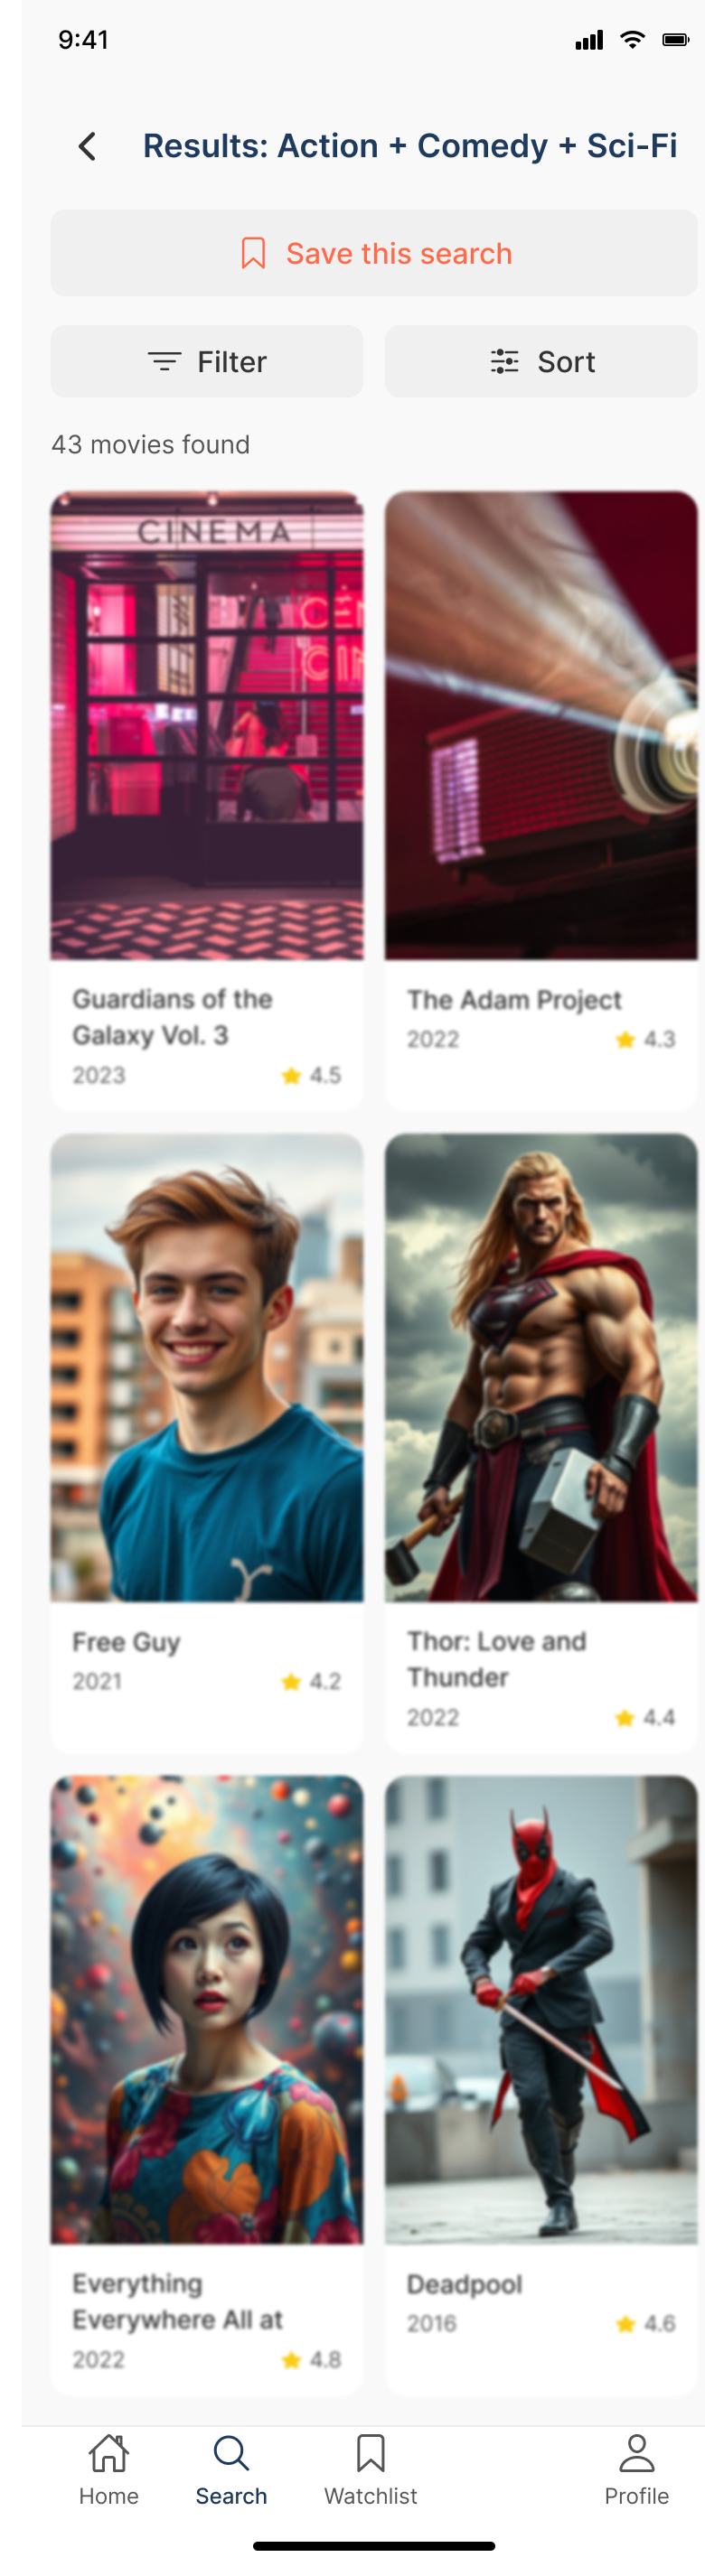 9:41
Results: Action + Comedy + Sci-Fi
Save this search
Filter
Sort
43 movies found
CINEMA
CEN
CIN
Guardians of the
Galaxy Vol. 3
2023
4.5
The Adam Project
2022
4.3
Free Guy
2021
4.2
Thor: Love and
Thunder
2022
4.4
Everything
Everywhere All at
2022
4.8
Deadpool
2016
4.6
Home
Search
Watchlist
Profile